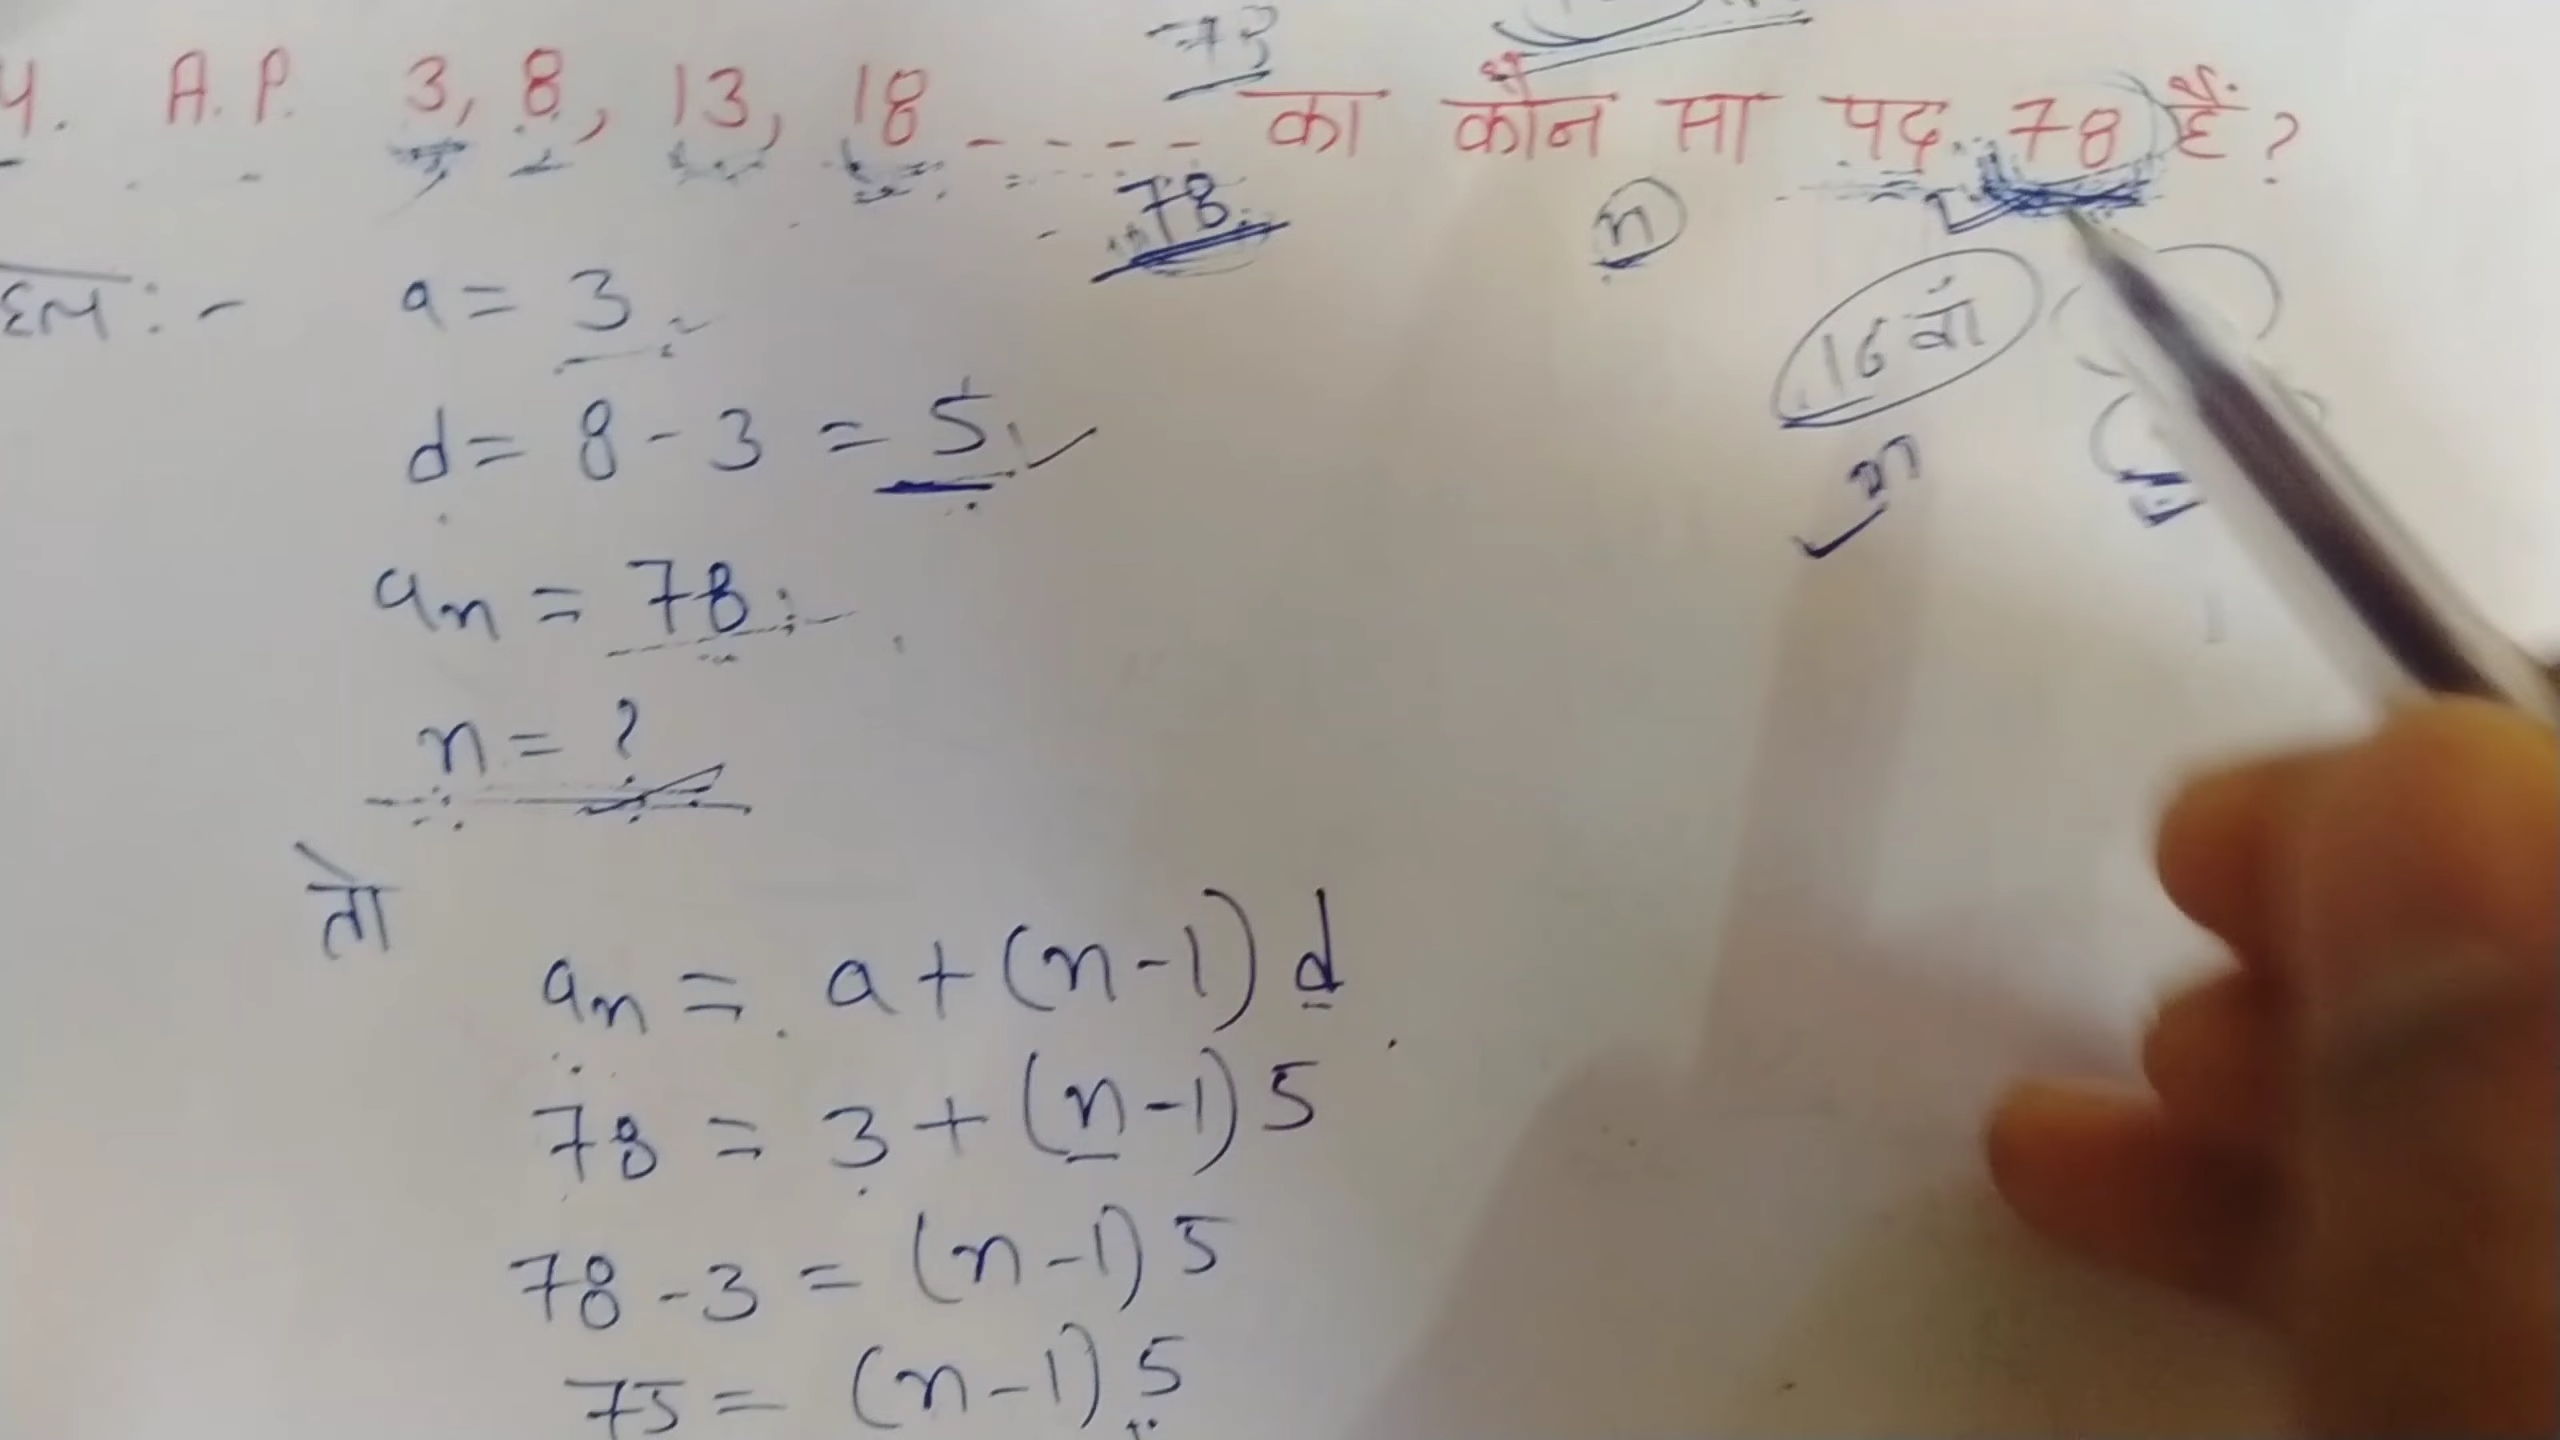 73
4. A.P. 3, 8, 13, 18 - - - - का कौन सा पद 78 है?
78
n
हल :- a = 3
16 वाँ
d = 8 - 3 = 5
n
an = 78
n = ?
तो
an = a + (n-1) d
78 = 3 + (n-1) 5
78 - 3 = (n-1) 5
75 = (n-1) 5